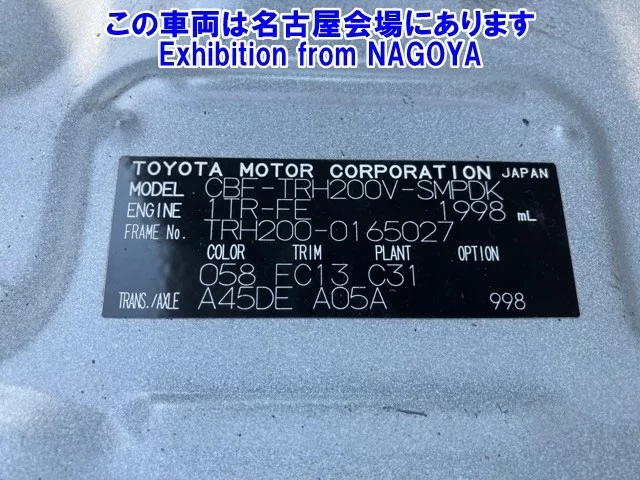 この車両は名古屋会場にあります
Exhibition from NAGOYA
TOYOTA MOTOR CORPORATION JAPAN
MODEL CBF-TRH200V-SMPDK
ENGINE 1TR-FE 1998 mL
FRAME No. TRH200-0165027
COLOR TRIM PLANT OPTION
058 FC13 C31
TRANS./AXLE A45DE A05A 998